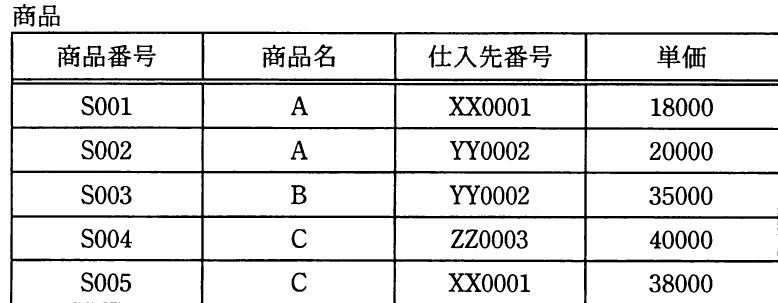 商品
商品番号 商品名 仕入先番号 単価
S001 A XX0001 18000
S002 A YY0002 20000
S003 B YY0002 35000
S004 C ZZ0003 40000
S005 C XX0001 38000